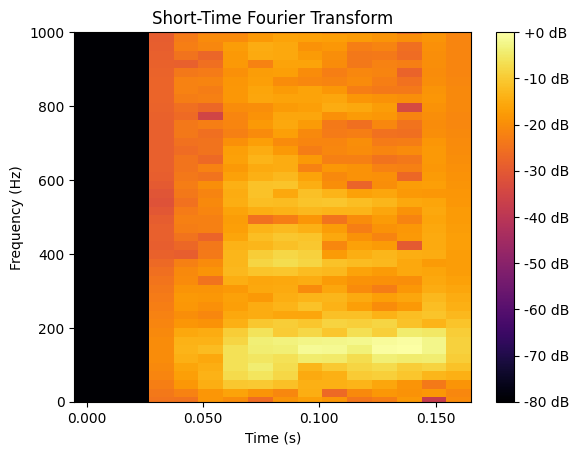 Short-Time Fourier Transform
1000
800
600
400
200
0
Frequency (Hz)
0.000
0.050
0.100
0.150
Time (s)
+0 dB
-10 dB
-20 dB
-30 dB
-40 dB
-50 dB
-60 dB
-70 dB
-80 dB